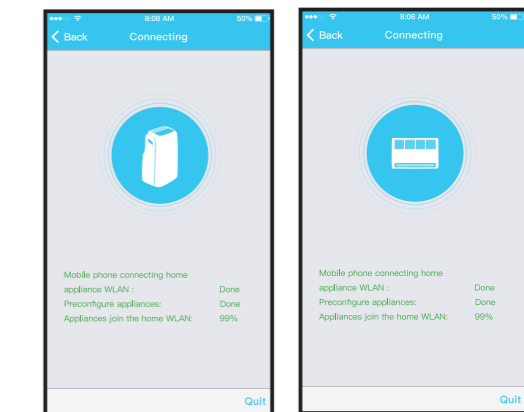 8:08 AM 50%
Back Connecting
Mobile phone connecting home
appliance WLAN : Done
Preconfigure appliances: Done
Appliances join the home WLAN: 99%
Quit
8:08 AM 50%
Back Connecting
Mobile phone connecting home
appliance WLAN : Done
Preconfigure appliances: Done
Appliances join the home WLAN: 99%
Quit